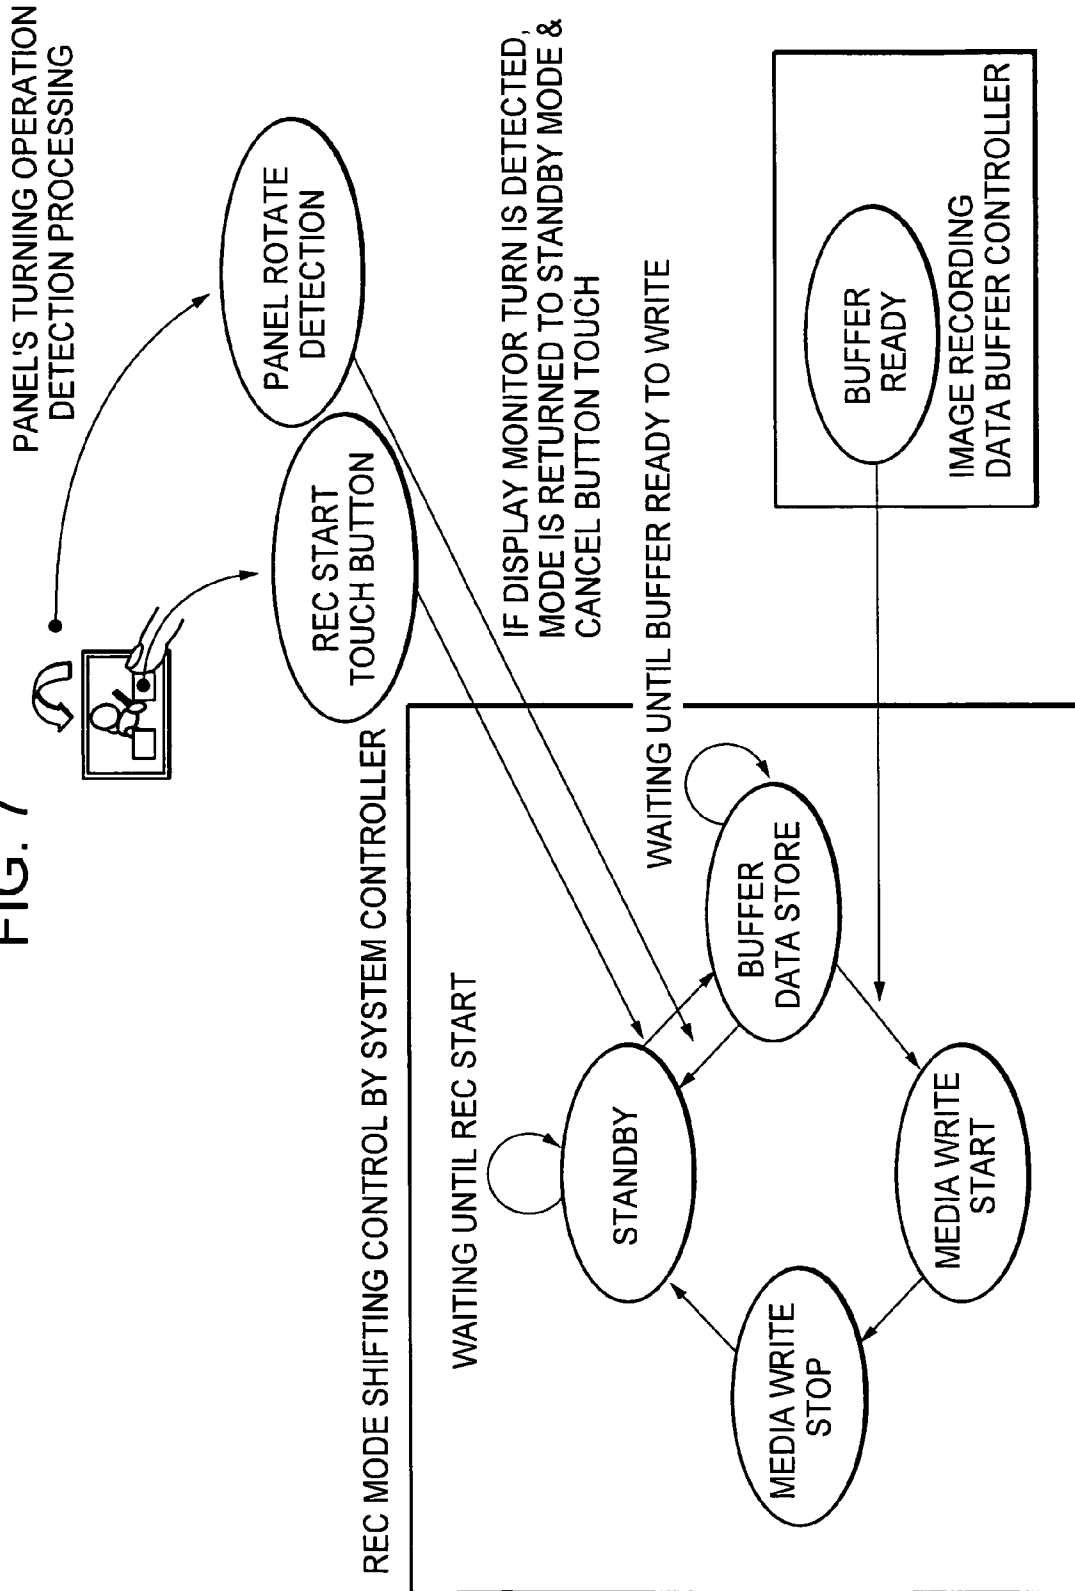 FIG. 7
PANEL'S TURNING OPERATION
DETECTION PROCESSING
PANEL ROTATE
DETECTION
REC START
TOUCH BUTTON
REC MODE SHIFTING CONTROL BY SYSTEM CONTROLLER
WAITING UNTIL REC START
IF DISPLAY MONITOR TURN IS DETECTED,
MODE IS RETURNED TO STANDBY MODE &
CANCEL BUTTON TOUCH
WAITING UNTIL BUFFER READY TO WRITE
STANDBY
BUFFER
DATA STORE
MEDIA WRITE
STOP
MEDIA WRITE
START
BUFFER
READY
IMAGE RECORDING
DATA BUFFER CONTROLLER